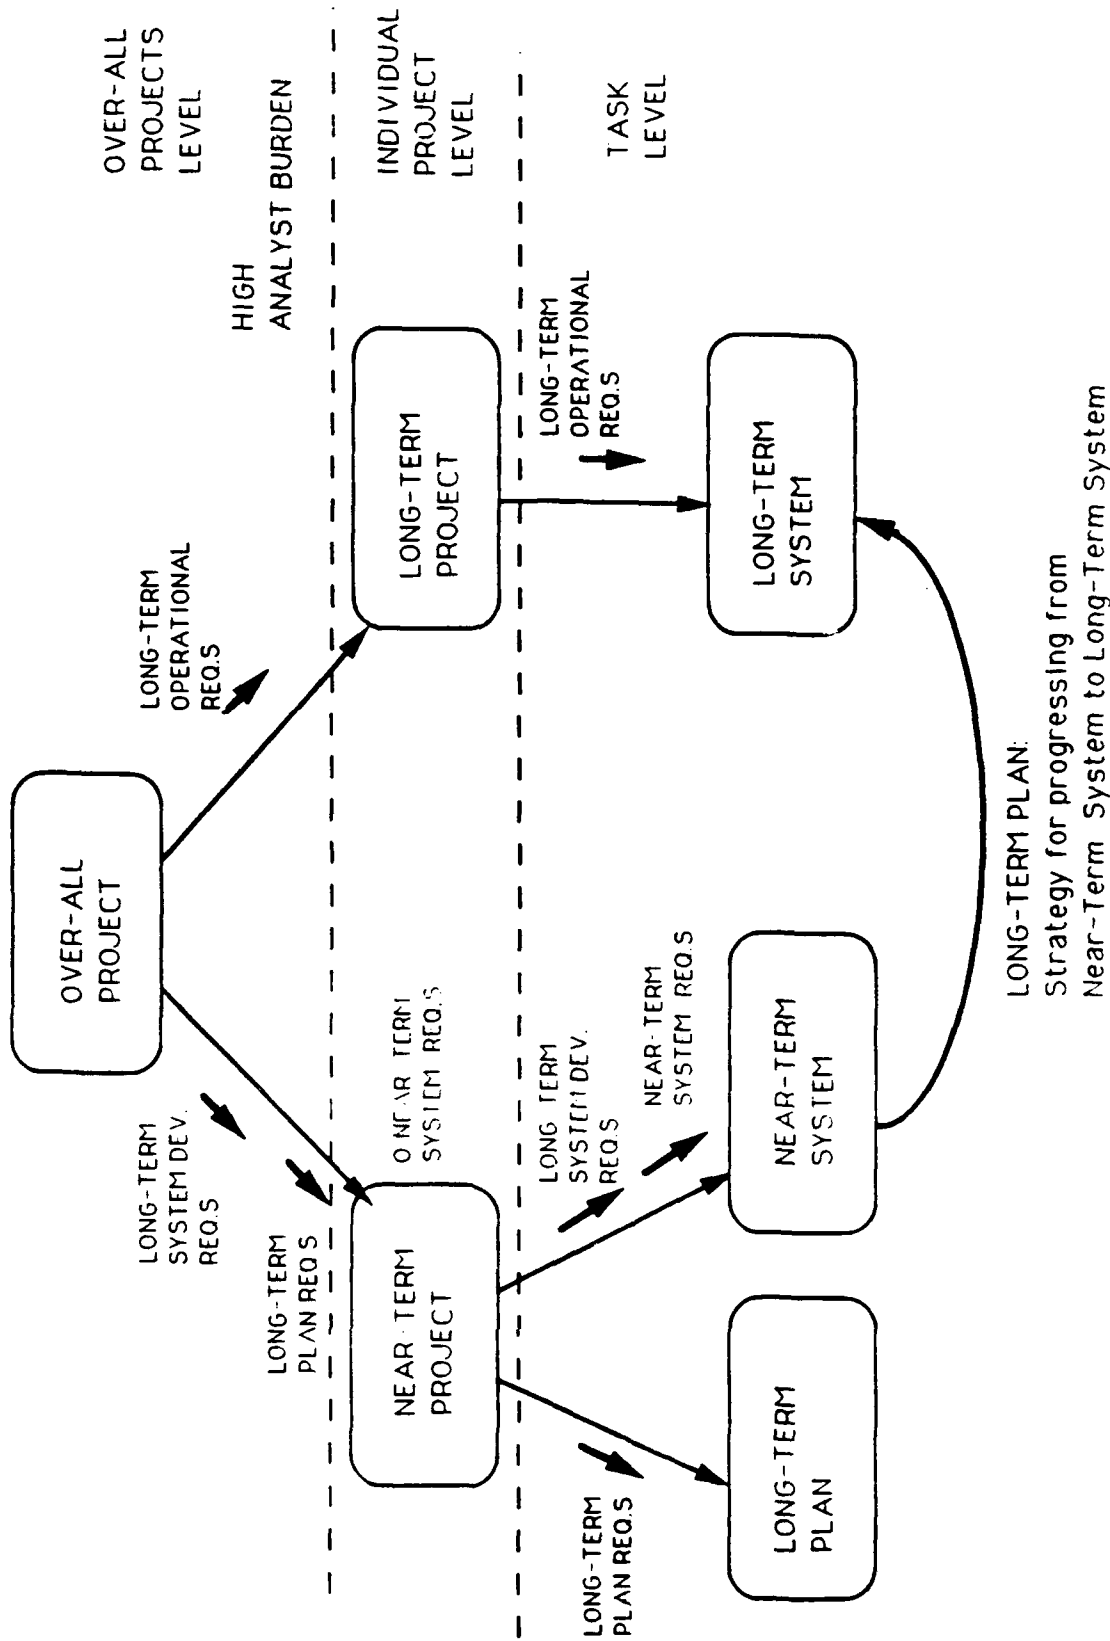 OVER-ALL
PROJECTS
LEVEL
OVER-ALL
PROJECT
HIGH
ANALYST BURDEN
LONG-TERM
OPERATIONAL
REQ.S
LONG-TERM
SYSTEM DEV.
REQ.S
LONG-TERM
PLAN REQ S
INDIVIDUAL
PROJECT
LEVEL
NEAR-TERM
PROJECT
NEAR TERM
SYSTEM REQ.S
LONG-TERM
PROJECT
TASK
LEVEL
LONG-TERM
PLAN REQ.S
LONG TERM
SYSTEM DEV.
REQ.S
NEAR-TERM
SYSTEM REQ.S
LONG-TERM
OPERATIONAL
REQ.S
LONG-TERM
PLAN
NEAR-TERM
SYSTEM
LONG-TERM
SYSTEM
LONG-TERM PLAN:
Strategy for progressing from
Near-Term System to Long-Term System